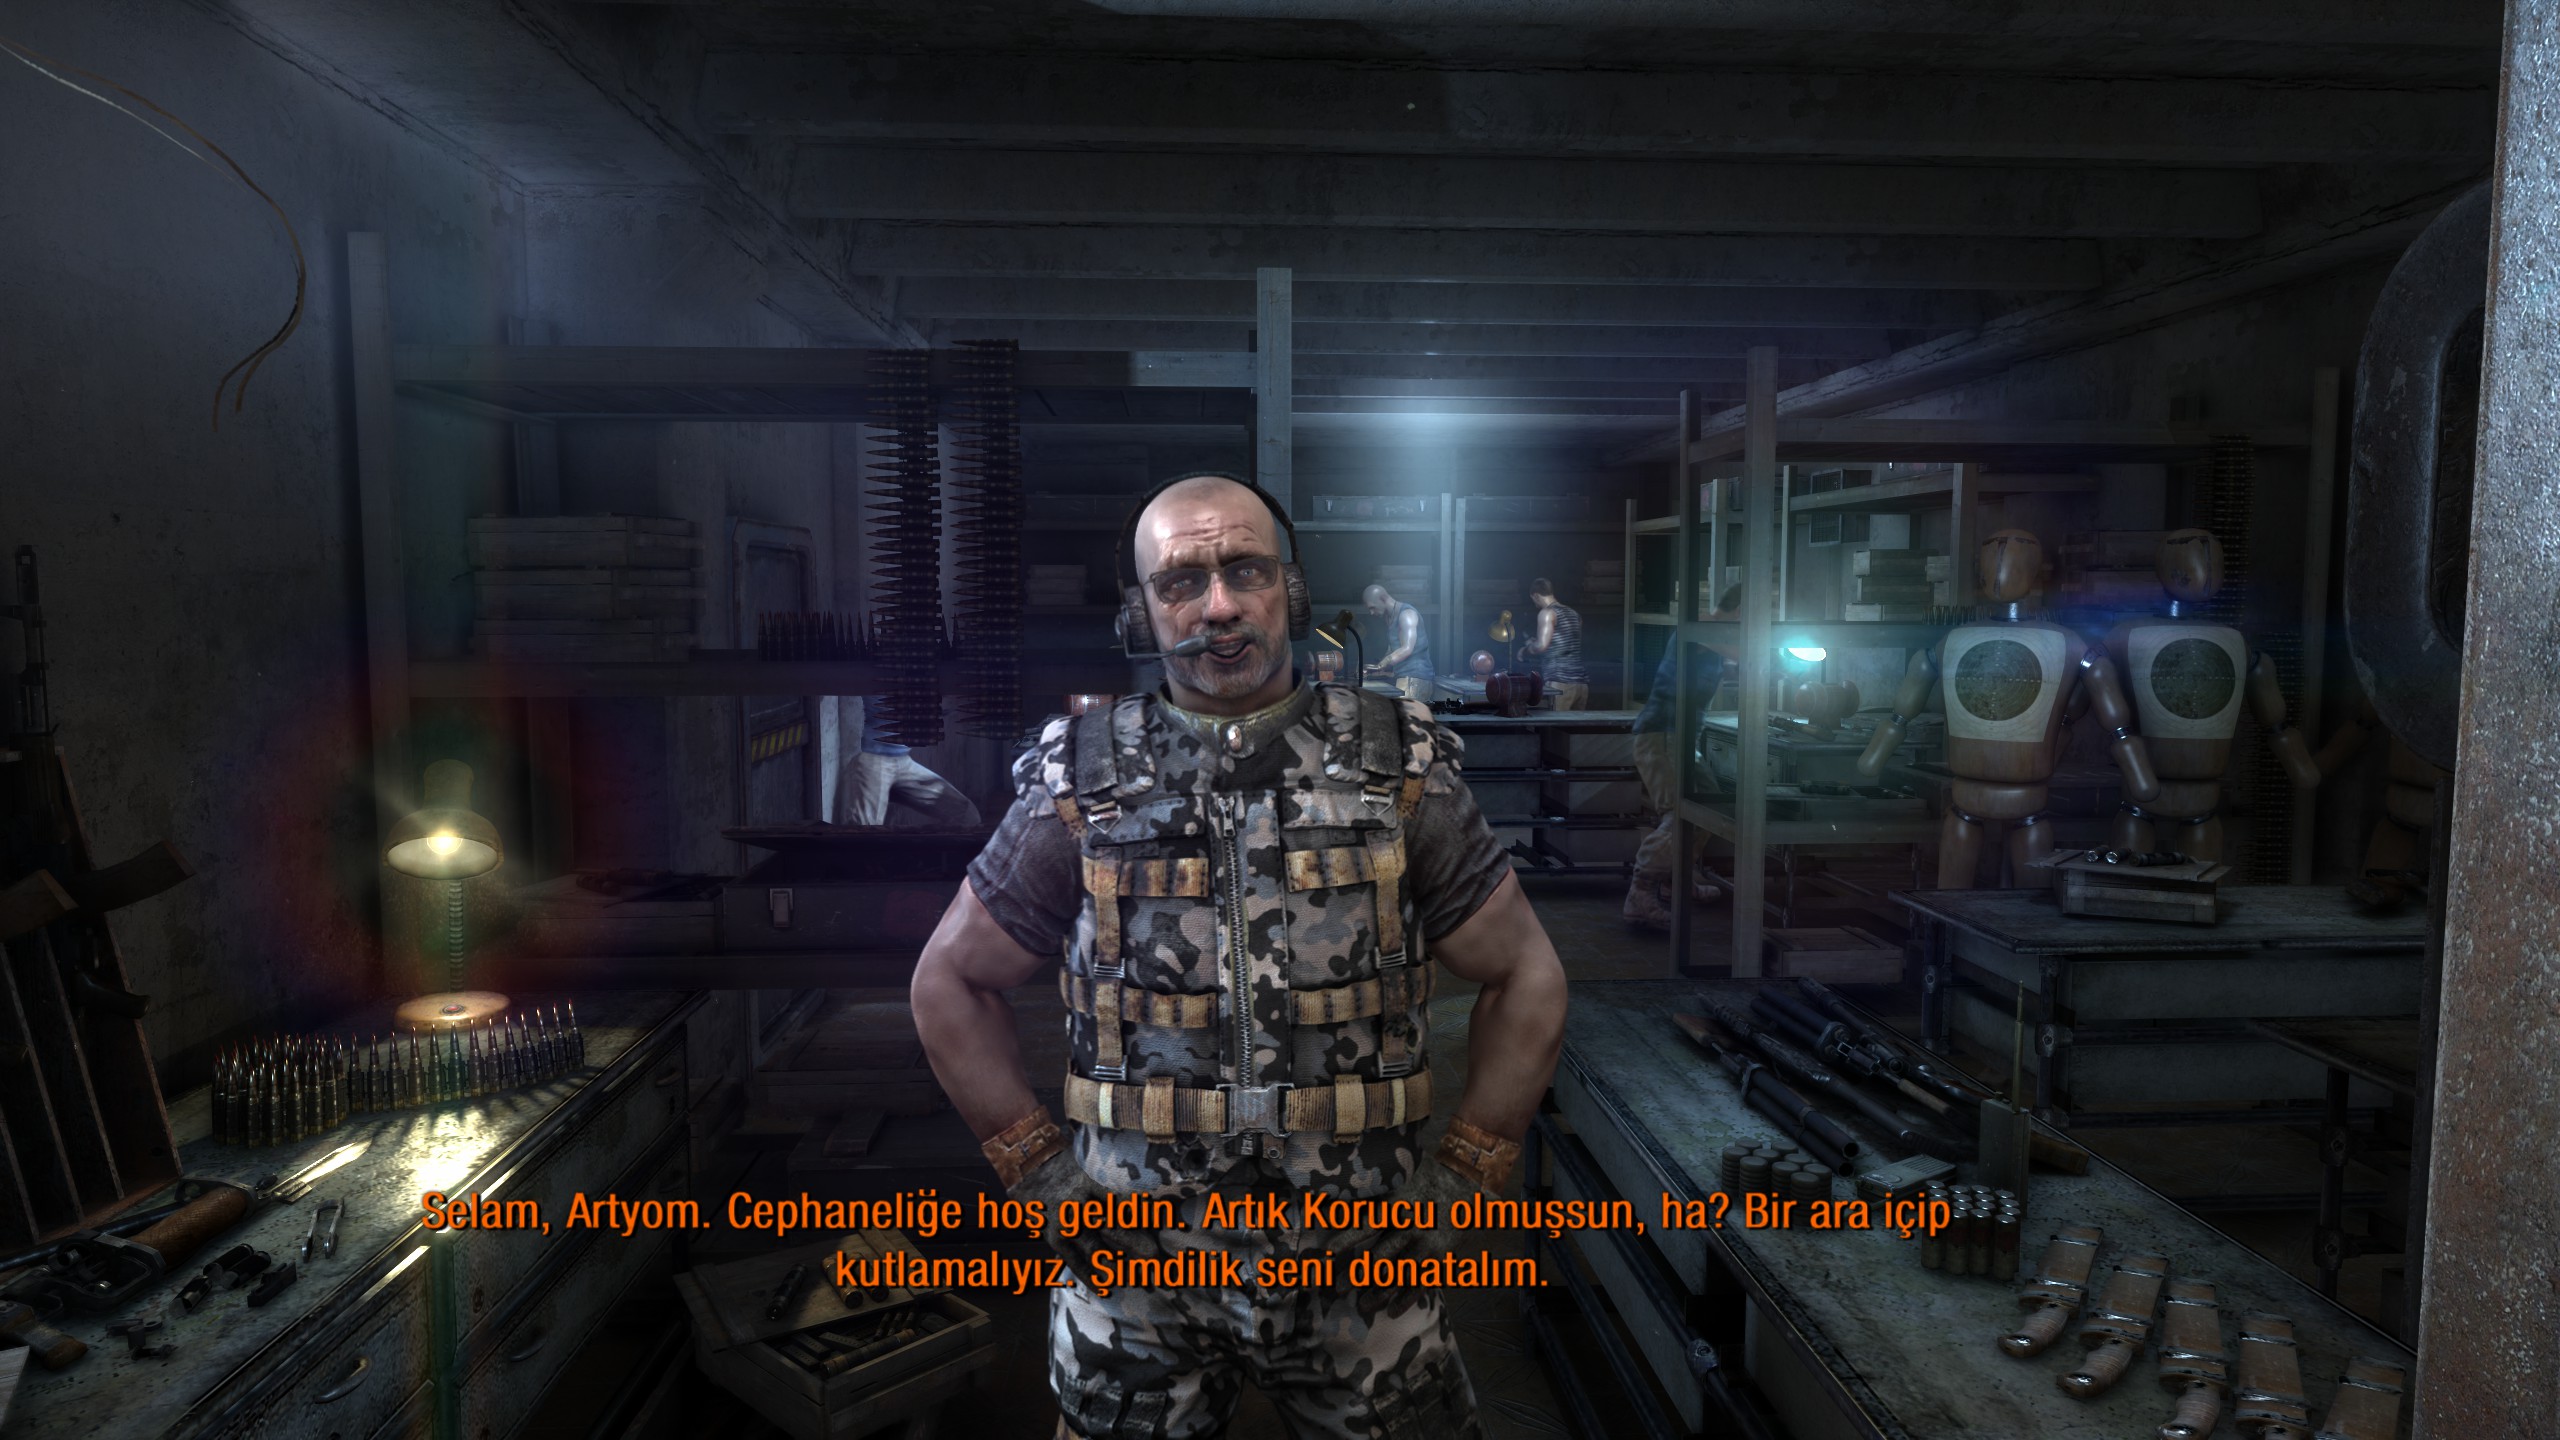 Selam, Artyom. Cephaneliğe hoş geldin. Artık Korucu olmuşsun, ha? Bir ara içip
kutlamalıyız. Şimdilik seni donatalım.